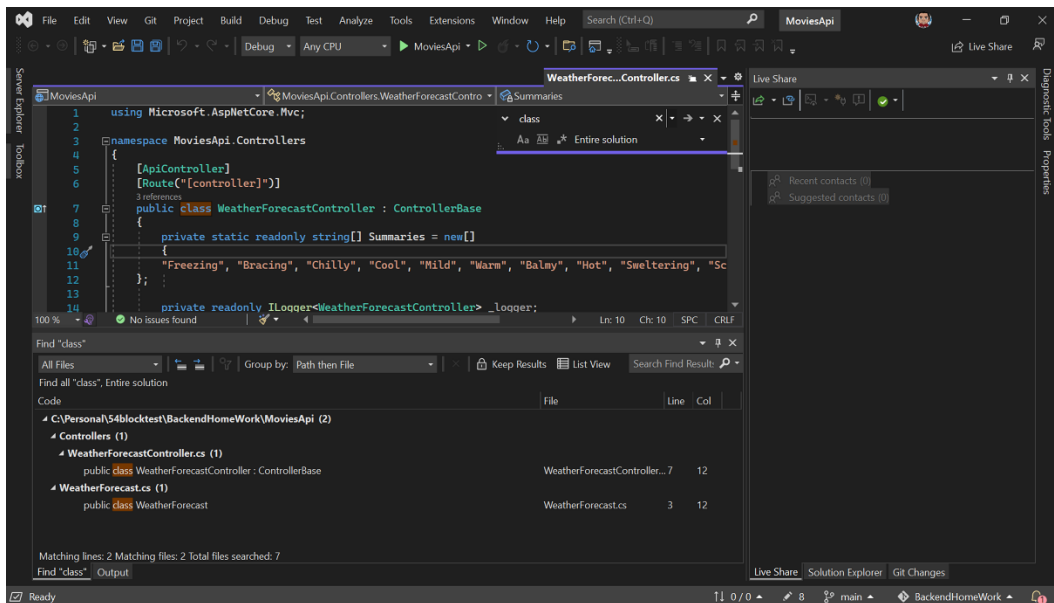 File Edit View Git Project Build Debug Test Analyze Tools Extensions Window Help Search (Ctrl+Q) MoviesApi
Debug Any CPU MoviesApi Live Share
Server Explorer
Toolbox
WeatherForec...Controller.cs
MoviesApi MoviesApi.Controllers.WeatherForecastContro Summaries
class
Aa Ab .* Entire solution
1 using Microsoft.AspNetCore.Mvc;
2
3 namespace MoviesApi.Controllers
4 {
5 [ApiController]
6 [Route("[controller]")]
3 references
7 public class WeatherForecastController : ControllerBase
8 {
9 private static readonly string[] Summaries = new[]
10 {
11 "Freezing", "Bracing", "Chilly", "Cool", "Mild", "Warm", "Balmy", "Hot", "Sweltering", "Sc
12 };
13
14 private readonly ILogger<WeatherForecastController> _logger;
100 % No issues found Ln: 10 Ch: 10 SPC CRLF
Find "class"
All Files Group by: Path then File Keep Results List View Search Find Result:
Find all "class", Entire solution
Code File Line Col
C:\Personal\54blocktest\BackendHomeWork\MoviesApi (2)
Controllers (1)
WeatherForecastController.cs (1)
public class WeatherForecastController : ControllerBase WeatherForecastController... 7 12
WeatherForecast.cs (1)
public class WeatherForecast WeatherForecast.cs 3 12
Matching lines: 2 Matching files: 2 Total files searched: 7
Find "class" Output
Live Share
Recent contacts (0)
Suggested contacts (0)
Live Share Solution Explorer Git Changes
Diagnostic Tools
Properties
Ready 0 / 0 8 main BackendHomeWork